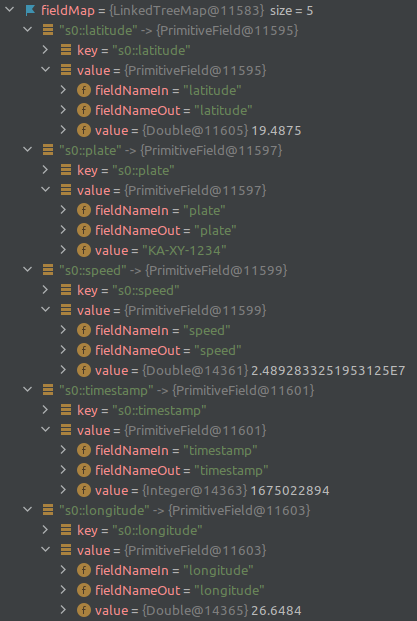 fieldMap = {LinkedTreeMap@11583} size = 5
"s0::latitude" -> {PrimitiveField@11595}
key = "s0::latitude"
value = {PrimitiveField@11595}
f fieldNameIn = "latitude"
f fieldNameOut = "latitude"
f value = {Double@11605} 19.4875
"s0::plate" -> {PrimitiveField@11597}
key = "s0::plate"
value = {PrimitiveField@11597}
f fieldNameIn = "plate"
f fieldNameOut = "plate"
f value = "KA-XY-1234"
"s0::speed" -> {PrimitiveField@11599}
key = "s0::speed"
value = {PrimitiveField@11599}
f fieldNameIn = "speed"
f fieldNameOut = "speed"
f value = {Double@14361} 2.4892833251953125E7
"s0::timestamp" -> {PrimitiveField@11601}
key = "s0::timestamp"
value = {PrimitiveField@11601}
f fieldNameIn = "timestamp"
f fieldNameOut = "timestamp"
f value = {Integer@14363} 1675022894
"s0::longitude" -> {PrimitiveField@11603}
key = "s0::longitude"
value = {PrimitiveField@11603}
f fieldNameIn = "longitude"
f fieldNameOut = "longitude"
f value = {Double@14365} 26.6484